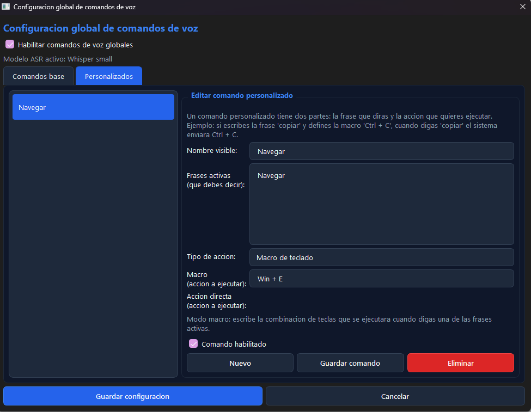 Configuracion global de comandos de voz
Configuracion global de comandos de voz
Habilitar comandos de voz globales
Modelo ASR activo: Whisper small
Comandos base
Personalizados
Navegar
Editar comando personalizado
Un comando personalizado tiene dos partes: la frase que diras y la accion que quieres ejecutar.
Ejemplo: si escribes la frase 'copiar' y defines la macro 'Ctrl + C', cuando digas 'copiar' el sistema
enviara Ctrl + C.
Nombre visible:
Navegar
Frases activas
(que debes decir):
Navegar
Tipo de accion:
Macro de teclado
Macro
(accion a ejecutar):
Win + E
Accion directa
(accion a ejecutar):
Modo macro: escribe la combinacion de teclas que se ejecutara cuando digas una de las frases
activas.
Comando habilitado
Nuevo
Guardar comando
Eliminar
Guardar configuracion
Cancelar